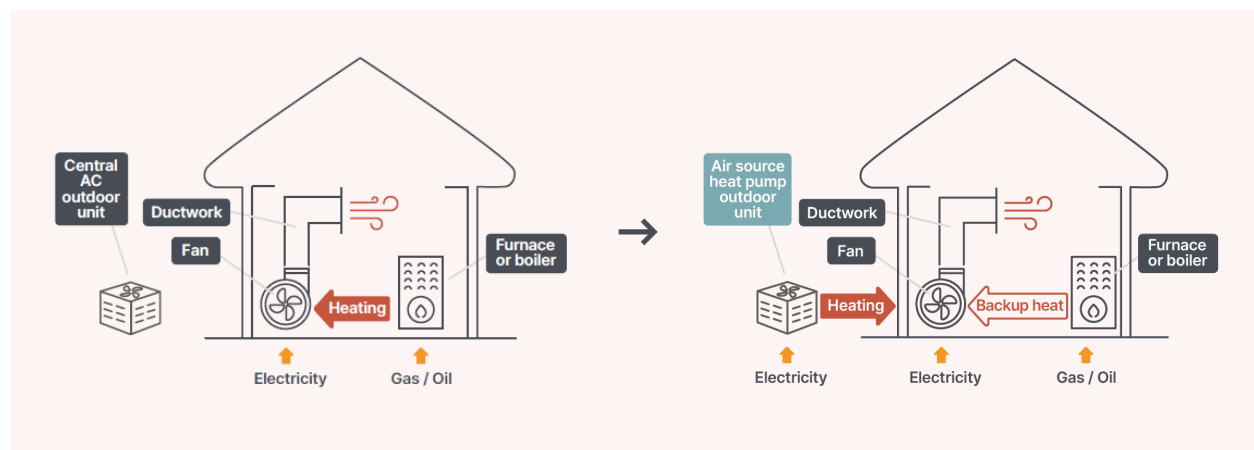 Central
AC
outdoor
unit
Ductwork
Fan
Furnace
or boiler
Heating
Electricity
Gas / Oil
Air source
heat pump
outdoor
unit
Ductwork
Fan
Furnace
or boiler
Heating
Backup heat
Electricity
Electricity
Gas / Oil